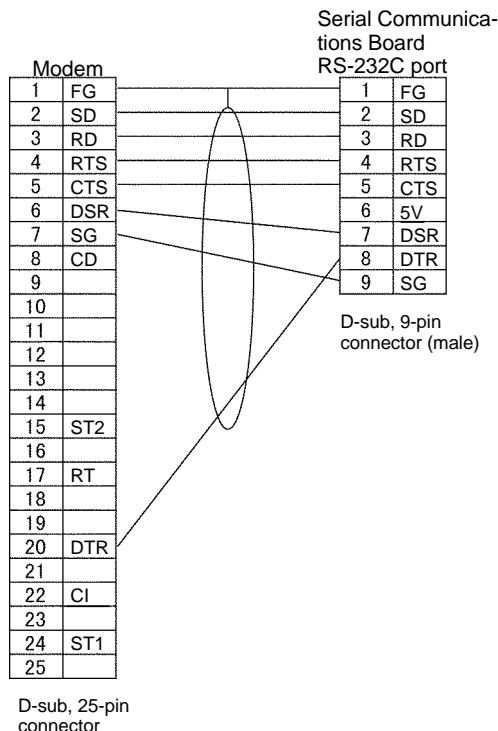 Serial Communica-
tions Board
RS-232C port
Modem
1 FG
2 SD
3 RD
4 RTS
5 CTS
6 DSR
7 SG
8 CD
9
10
11
12
13
14
15 ST2
16
17 RT
18
19
20 DTR
21
22 CI
23
24 ST1
25
1 FG
2 SD
3 RD
4 RTS
5 CTS
6 5V
7 DSR
8 DTR
9 SG
D-sub, 9-pin
connector (male)
D-sub, 25-pin
connector